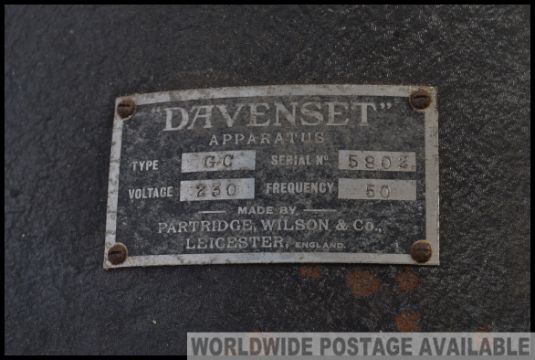 "DAVENSET"
APPARATUS
TYPE GC SERIAL No 5802
VOLTAGE 230 FREQUENCY 50
MADE BY
PARTRIDGE, WILSON & Co.,
LEICESTER, ENGLAND.
WORLDWIDE POSTAGE AVAILABLE